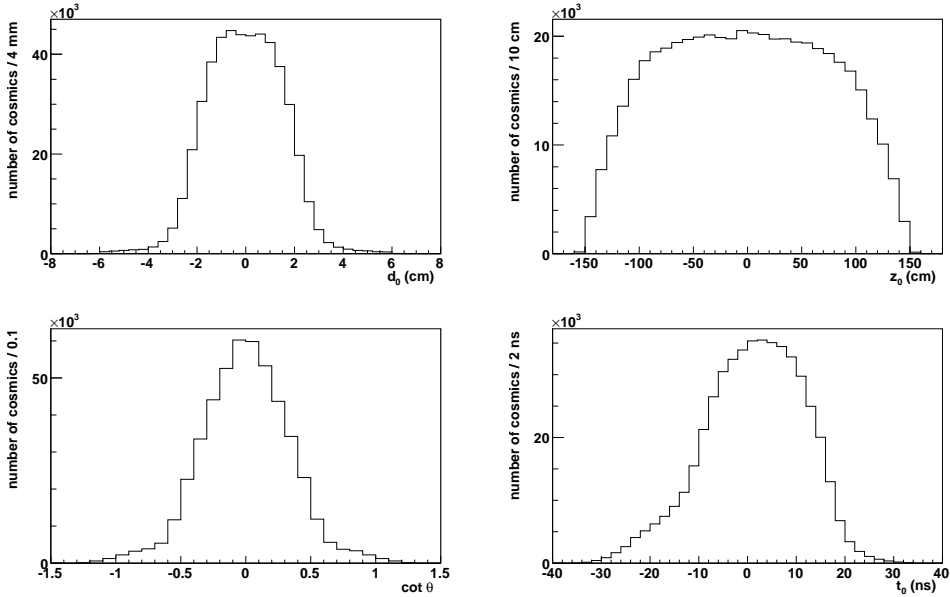 ×10³
number of cosmics / 4 mm
40
20
0
-8 -6 -4 -2 0 2 4 6 8
d₀ (cm)
×10³
number of cosmics / 10 cm
20
10
0
-150 -100 -50 0 50 100 150
z₀ (cm)
×10³
number of cosmics / 0.1
50
0
-1.5 -1 -0.5 0 0.5 1 1.5
cot θ
×10³
number of cosmics / 2 ns
20
0
-40 -30 -20 -10 0 10 20 30 40
t₀ (ns)